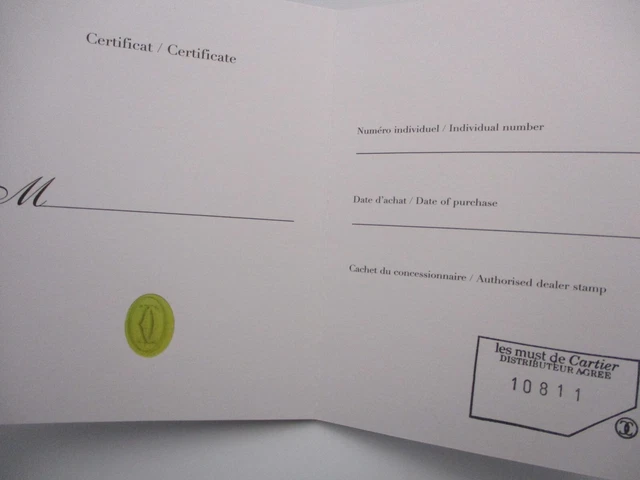 Certificat / Certificate
M
Numéro individuel / Individual number
Date d'achat / Date of purchase
Cachet du concessionnaire / Authorised dealer stamp
les must de Cartier
DISTRIBUTEUR AGRÉE
10811